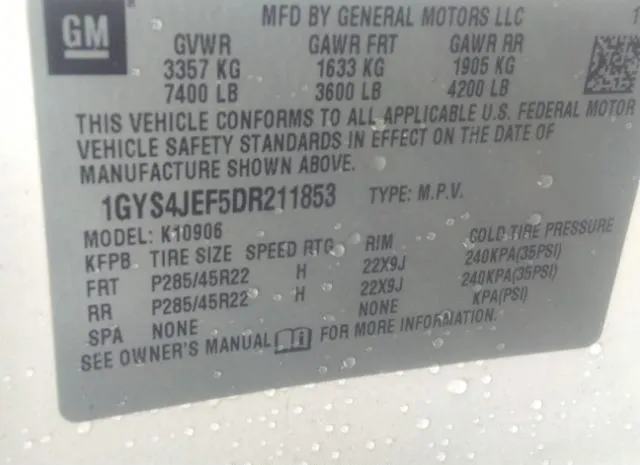 GM
MFD BY GENERAL MOTORS LLC 1
GVWR GAWR FRT GAWR RR
3357 KG 1633 KG 1905 KG
7400 LB 3600 LB 4200 LB
THIS VEHICLE CONFORMS TO ALL APPLICABLE U.S. FEDERAL MOTOR
VEHICLE SAFETY STANDARDS IN EFFECT ON THE DATE OF
MANUFACTURE SHOWN ABOVE.
1GYS4JEF5DR211853 TYPE: M.P.V.
MODEL: K10906
KFPB TIRE SIZE SPEED RTG RIM COLD TIRE PRESSURE
FRT P285/45R22 H 22X9J 240KPA(35PSI)
RR P285/45R22 H 22X9J 240KPA(35PSI)
SPA NONE NONE KPA(PSI)
SEE OWNER'S MANUAL FOR MORE INFORMATION.